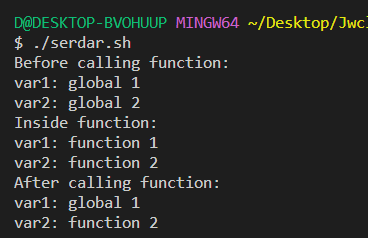 D@DESKTOP-BVOHUUP MINGW64 ~/Desktop/Jwc
$ ./serdar.sh
Before calling function:
var1: global 1
var2: global 2
Inside function:
var1: function 1
var2: function 2
After calling function:
var1: global 1
var2: function 2